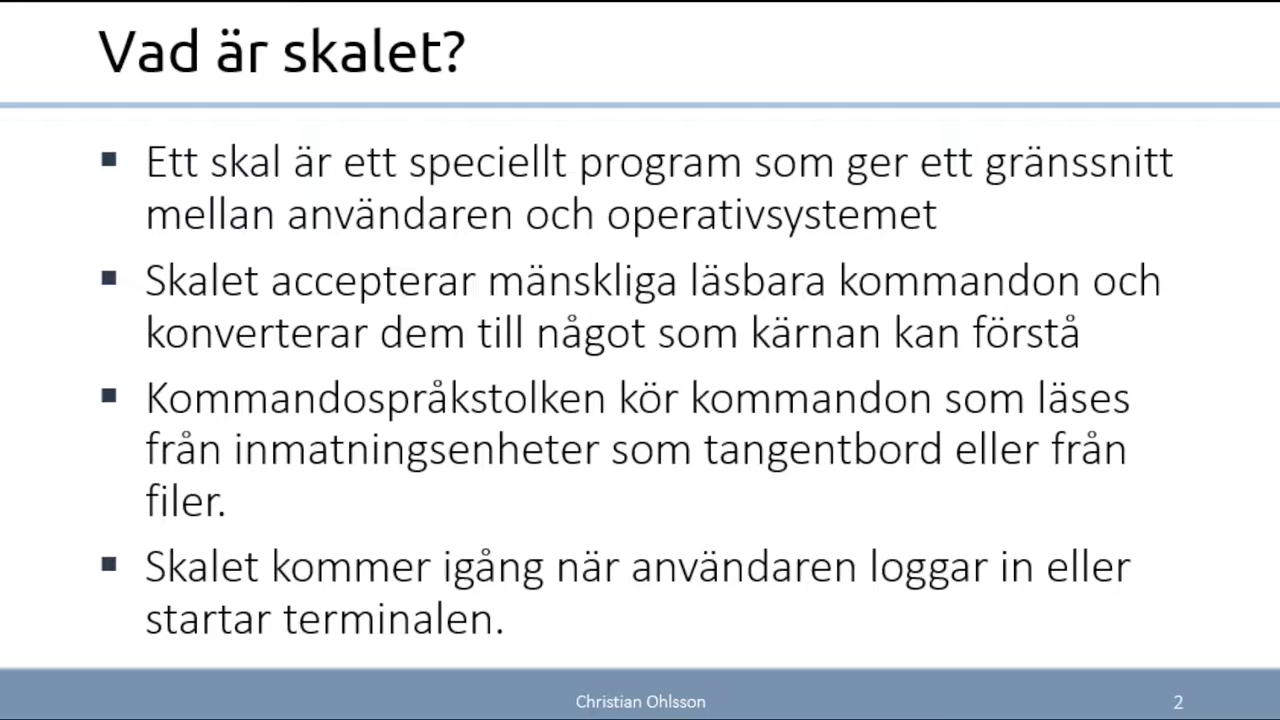 Vad är skalet?
▪ Ett skal är ett speciellt program som ger ett gränssnitt
mellan användaren och operativsystemet
▪ Skalet accepterar mänskliga läsbara kommandon och
konverterar dem till något som kärnan kan förstå
▪ Kommandospråkstolken kör kommandon som läses
från inmatningsenheter som tangentbord eller från
filer.
▪ Skalet kommer igång när användaren loggar in eller
startar terminalen.
Christian Ohlsson
2